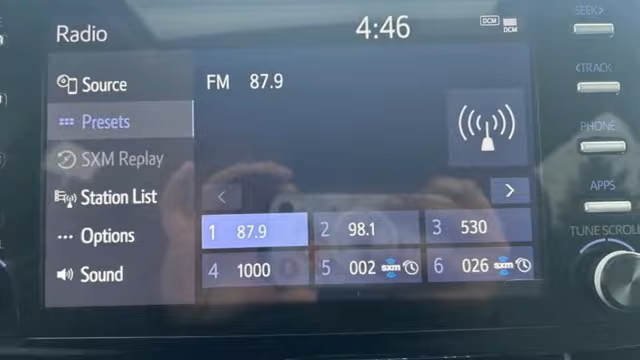 Radio
4:46
DCM
DCM
Source
Presets
SXM Replay
Station List
Options
Sound
FM 87.9
1 87.9
2 98.1
3 530
4 1000
5 002 sxm
6 026 sxm
SEEK>
<TRACK
PHONE
APPS
TUNE SCROLL